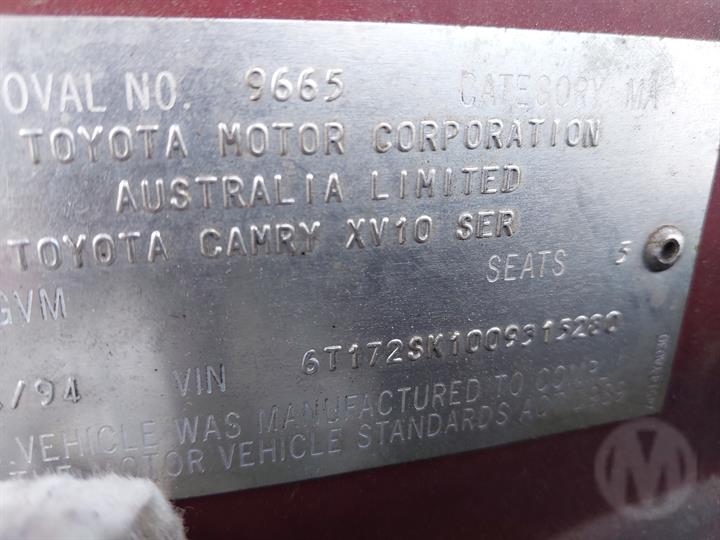 OVAL NO. 9665 CATEGORY MA
TOYOTA MOTOR CORPORATION
AUSTRALIA LIMITED
TOYOTA CAMRY XV10 SER
SEATS 5
GVM
/94 VIN 6T172SK1009315280
VEHICLE WAS MANUFACTURED TO COMP
MOTOR VEHICLE STANDARDS ACT 1989
M